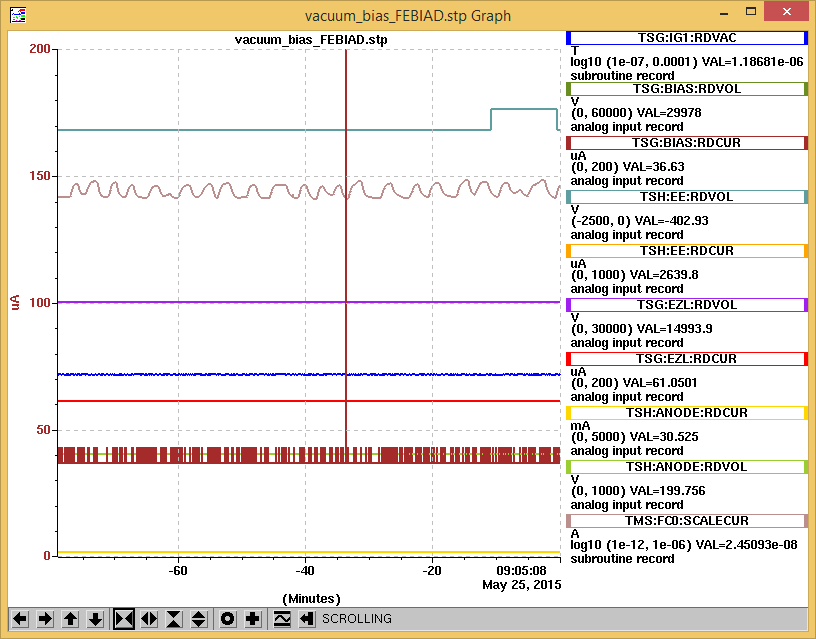 vacuum_bias_FEBIAD.stp Graph
vacuum_bias_FEBIAD.stp
200
150
100
50
0
uA
-60
-40
-20
09:05:08
May 25, 2015
(Minutes)
TSG:IG1:RDVAC
T
log10 (1e-07, 0.0001) VAL=1.18681e-06
subroutine record
TSG:BIAS:RDVOL
V
(0, 60000) VAL=29978
analog input record
TSG:BIAS:RDCUR
uA
(0, 200) VAL=36.63
analog input record
TSH:EE:RDVOL
V
(-2500, 0) VAL=-402.93
analog input record
TSH:EE:RDCUR
uA
(0, 1000) VAL=2639.8
analog input record
TSG:EZL:RDVOL
V
(0, 30000) VAL=14993.9
analog input record
TSG:EZL:RDCUR
uA
(0, 200) VAL=61.0501
analog input record
TSH:ANODE:RDCUR
mA
(0, 5000) VAL=30.525
analog input record
TSH:ANODE:RDVOL
V
(0, 1000) VAL=199.756
analog input record
TMS:FC0:SCALECUR
A
log10 (1e-12, 1e-06) VAL=2.45093e-08
subroutine record
SCROLLING